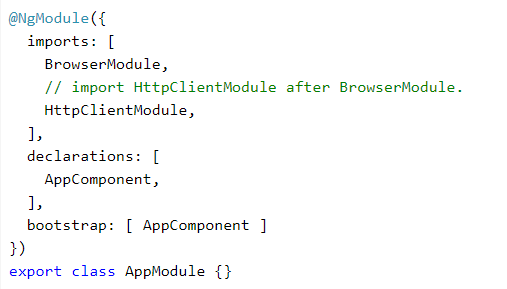 @NgModule({
  imports: [
    BrowserModule,
    // import HttpClientModule after BrowserModule.
    HttpClientModule,
  ],
  declarations: [
    AppComponent,
  ],
  bootstrap: [ AppComponent ]
})
export class AppModule {}